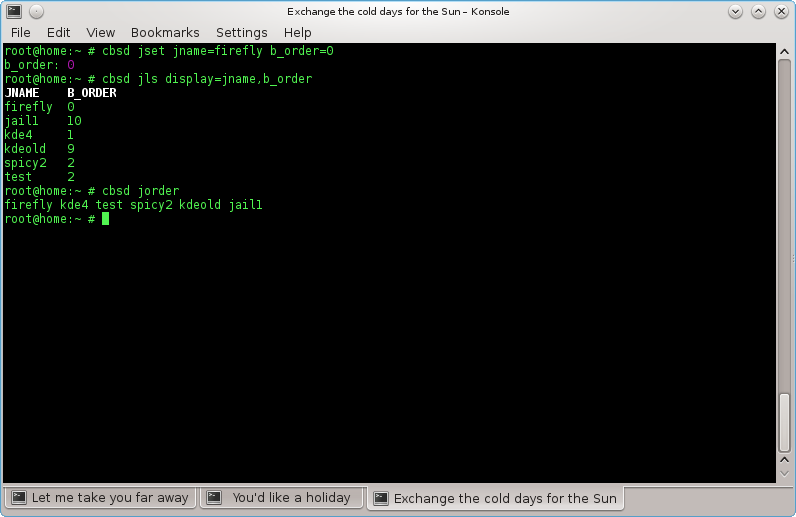 Exchange the cold days for the Sun – Konsole
File Edit View Bookmarks Settings Help
root@home:~ # cbsd jset jname=firefly b_order=0
b_order: 0
root@home:~ # cbsd jls display=jname,b_order
JNAME B_ORDER
firefly 0
jail1 10
kde4 1
kdeold 9
spicy2 2
test 2
root@home:~ # cbsd jorder
firefly kde4 test spicy2 kdeold jail1
root@home:~ #
Let me take you far away You'd like a holiday Exchange the cold days for the Sun